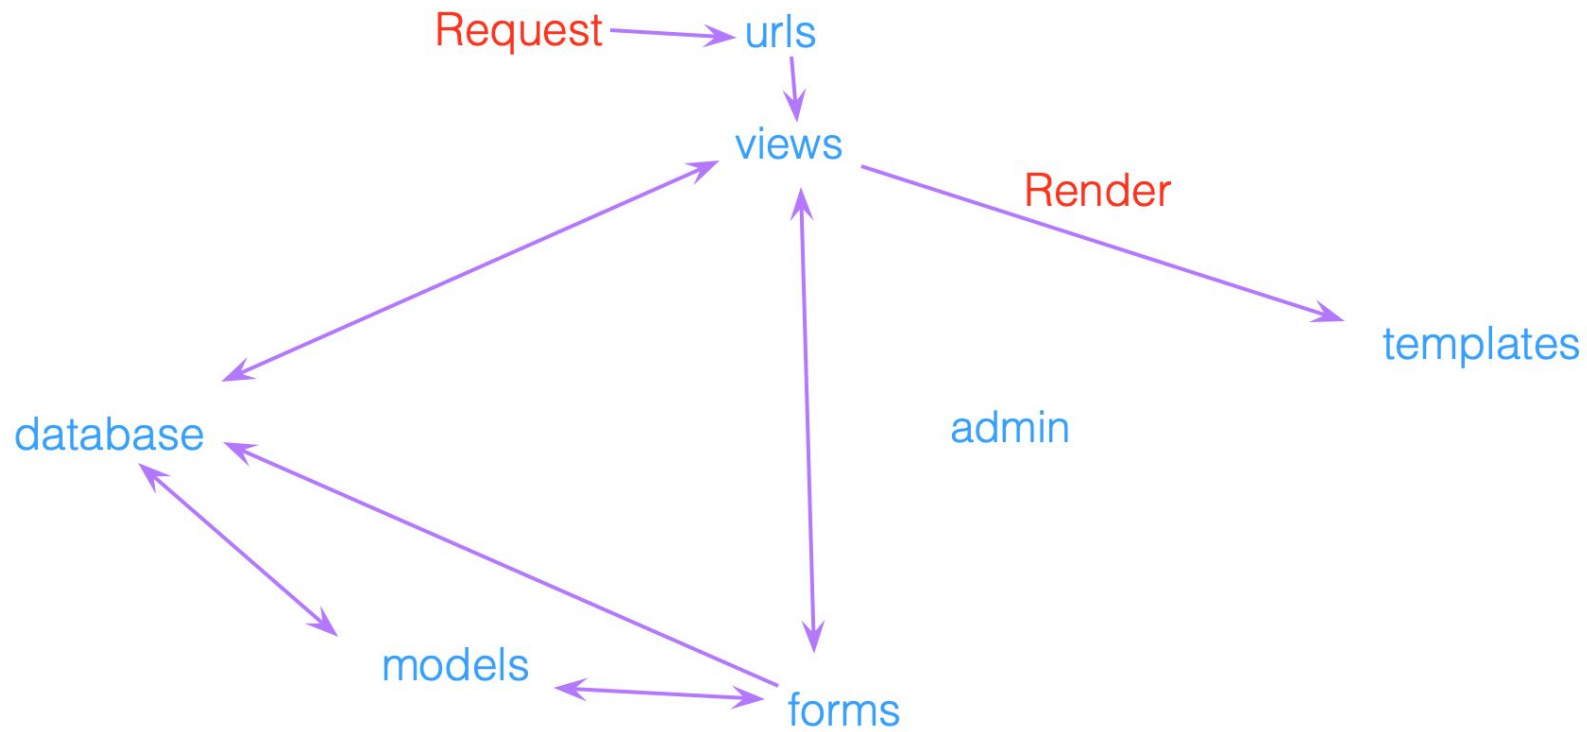 Request
urls
views
Render
templates
admin
database
models
forms